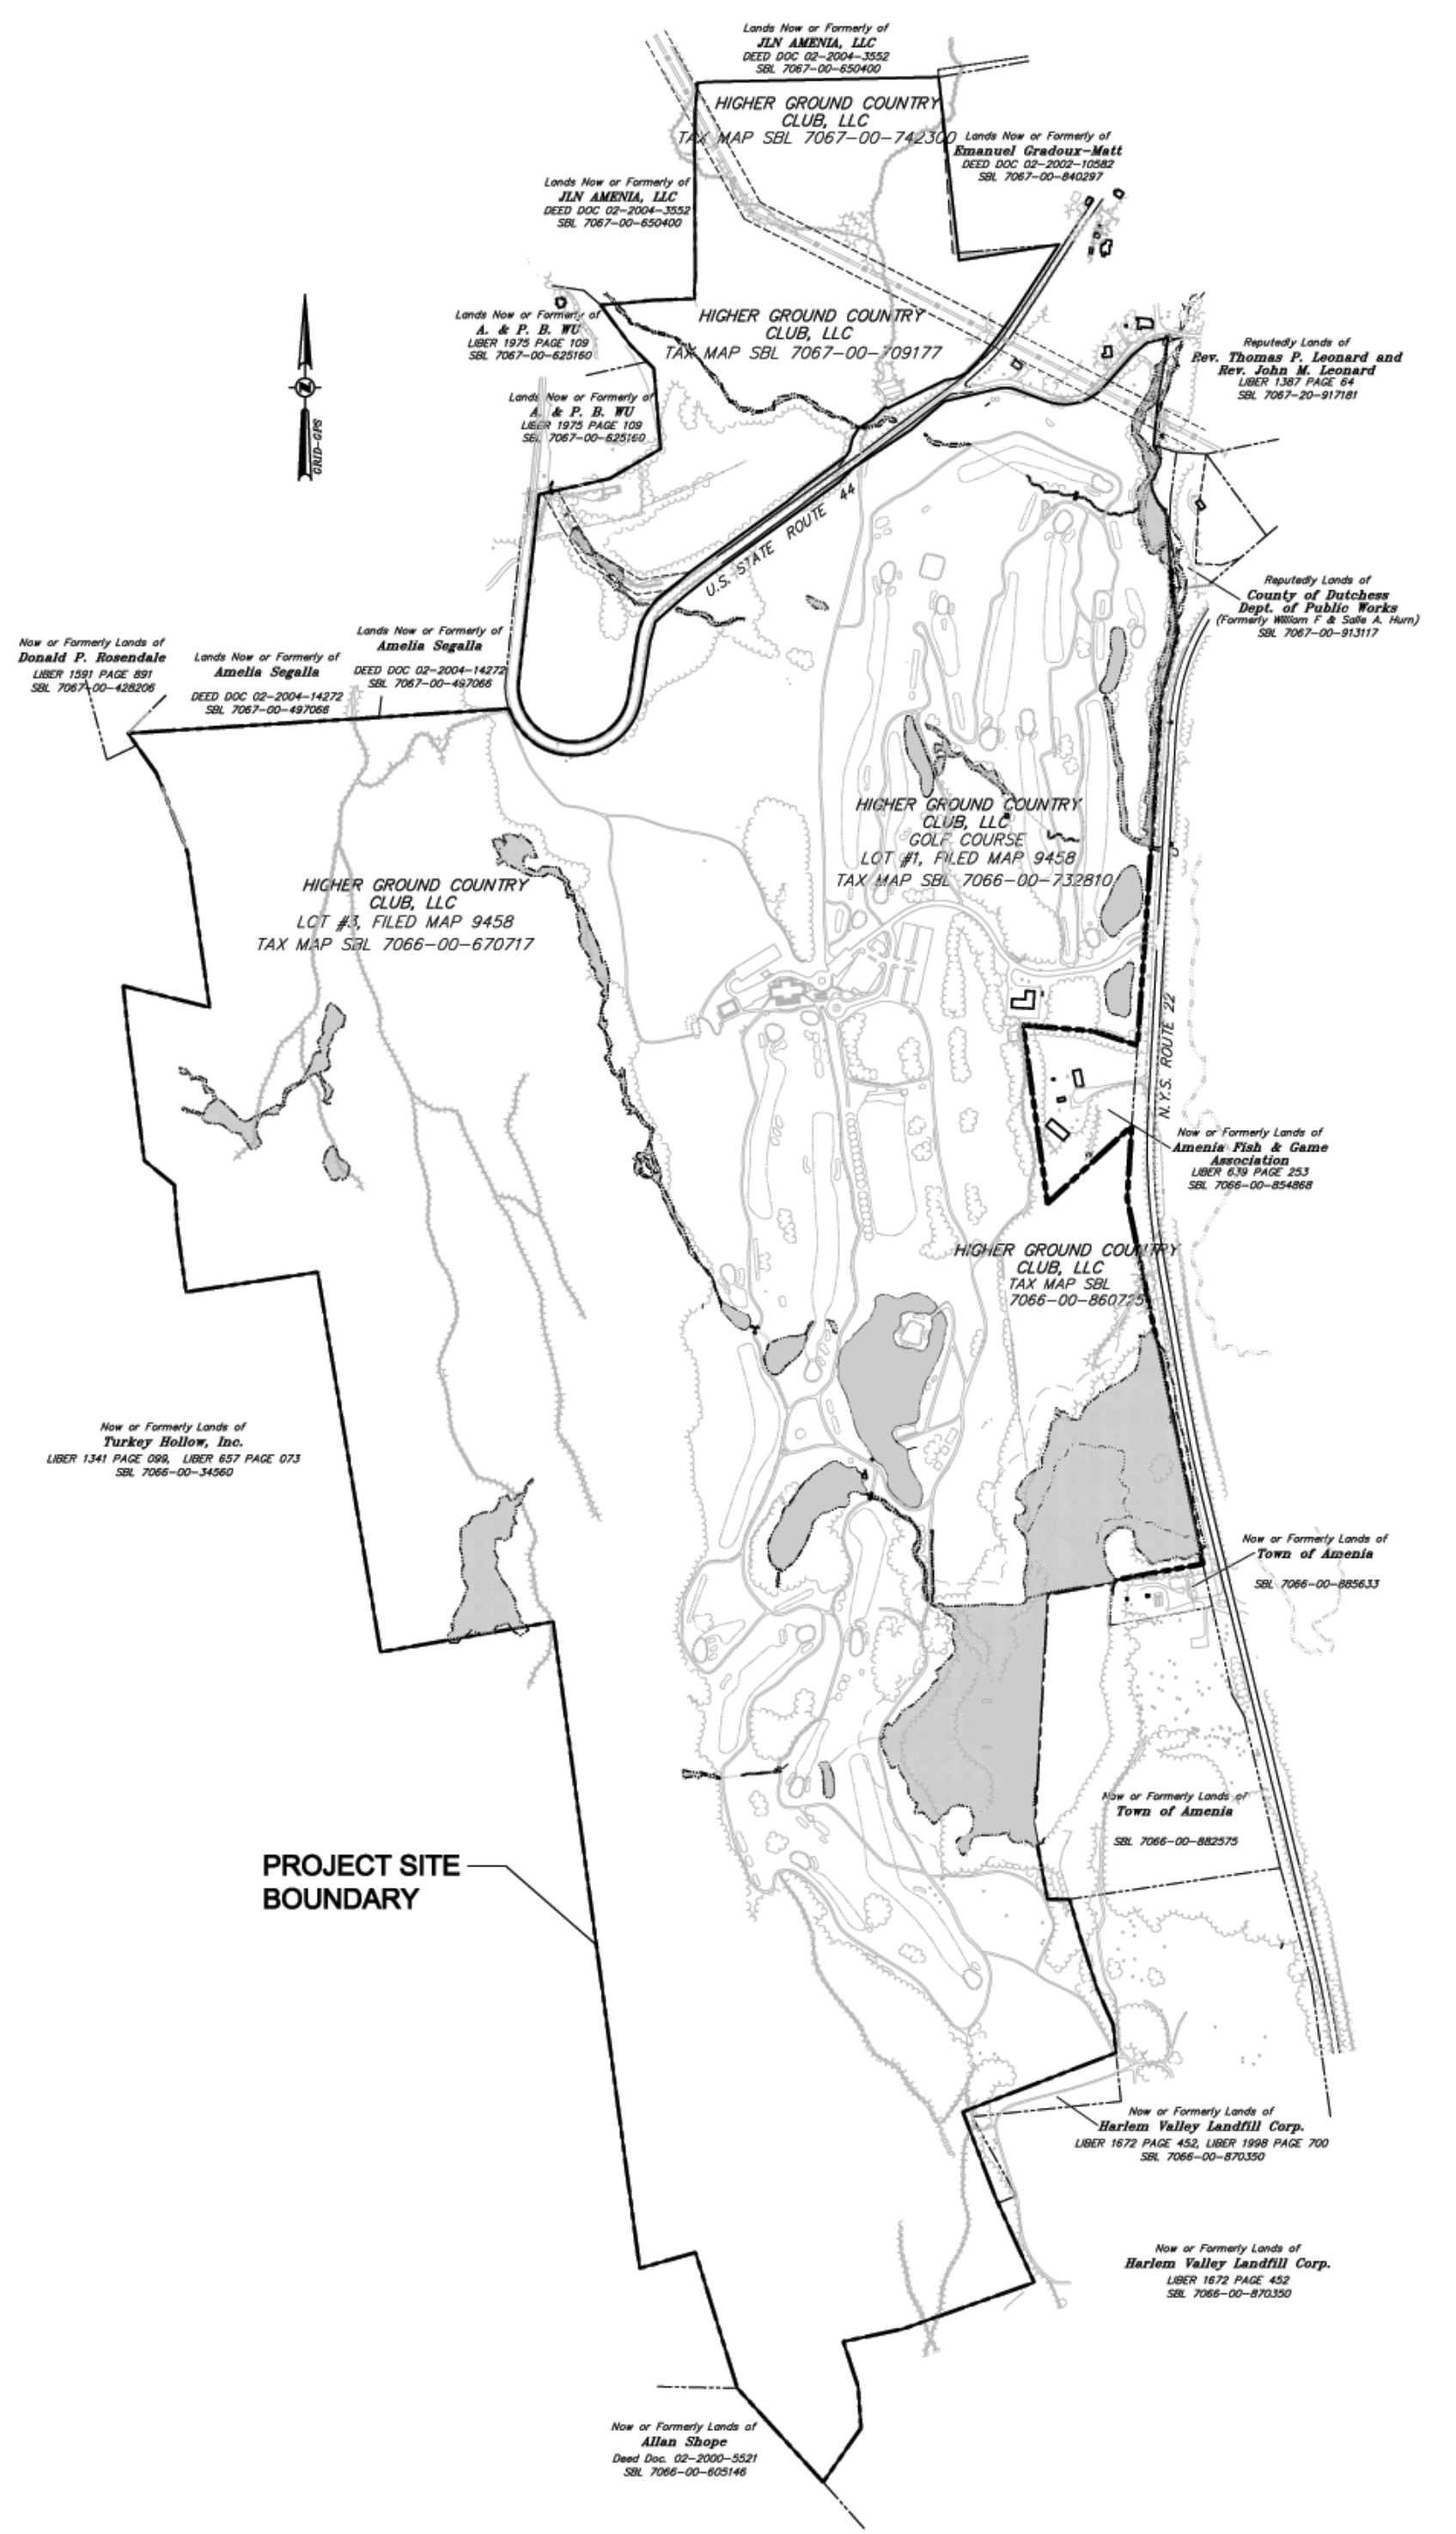 Lands Now or Formerly of
JLN AMENIA, LLC
DEED DOC 02-2004-3552
SBL 7067-00-650400
HIGHER GROUND COUNTRY
CLUB, LLC
TAX MAP SBL 7067-00-742300
Lands Now or Formerly of
Emanuel Gradoux-Matt
DEED DOC 02-2002-10582
SBL 7067-00-840297
Lands Now or Formerly of
JLN AMENIA, LLC
DEED DOC 02-2004-3552
SBL 7067-00-650400
Lands Now or Formerly of
A. & P. B. WU
LIBER 1975 PAGE 109
SBL 7067-00-625160
HIGHER GROUND COUNTRY
CLUB, LLC
TAX MAP SBL 7067-00-709177
Reputedly Lands of
Rev. Thomas P. Leonard and
Rev. John M. Leonard
LIBER 1387 PAGE 64
SBL 7067-20-917181
Lands Now or Formerly of
A. & P. B. WU
LIBER 1975 PAGE 109
SBL 7067-00-625160
N
GRID-GPS
U.S. STATE ROUTE 44
Reputedly Lands of
County of Dutchess
Dept. of Public Works
(Formerly William F & Salle A. Hurn)
SBL 7067-00-913117
Now or Formerly Lands of
Donald P. Rosendale
LIBER 1591 PAGE 891
SBL 7067-00-428206
Lands Now or Formerly of
Amelia Segalla
DEED DOC 02-2004-14272
SBL 7067-00-497066
Lands Now or Formerly of
Amelia Segalla
DEED DOC 02-2004-14272
SBL 7067-00-497066
HIGHER GROUND COUNTRY
CLUB, LLC
GOLF COURSE
LOT #1, FILED MAP 9458
TAX MAP SBL 7066-00-732810
HIGHER GROUND COUNTRY
CLUB, LLC
LOT #3, FILED MAP 9458
TAX MAP SBL 7066-00-670717
N.Y.S. ROUTE 22
Now or Formerly Lands of
Amenia Fish & Game
Association
LIBER 639 PAGE 253
SBL 7066-00-854868
HIGHER GROUND COUNTRY
CLUB, LLC
TAX MAP SBL
7066-00-860725
Now or Formerly Lands of
Turkey Hollow, Inc.
LIBER 1341 PAGE 099, LIBER 657 PAGE 073
SBL 7066-00-34560
Now or Formerly Lands of
Town of Amenia
SBL 7066-00-885633
Now or Formerly Lands of
Town of Amenia
SBL 7066-00-882575
PROJECT SITE
BOUNDARY
Now or Formerly Lands of
Harlem Valley Landfill Corp.
LIBER 1672 PAGE 452, LIBER 1998 PAGE 700
SBL 7066-00-870350
Now or Formerly Lands of
Harlem Valley Landfill Corp.
LIBER 1672 PAGE 452
SBL 7066-00-870350
Now or Formerly Lands of
Allan Shope
Deed Doc. 02-2000-5521
SBL 7066-00-605146